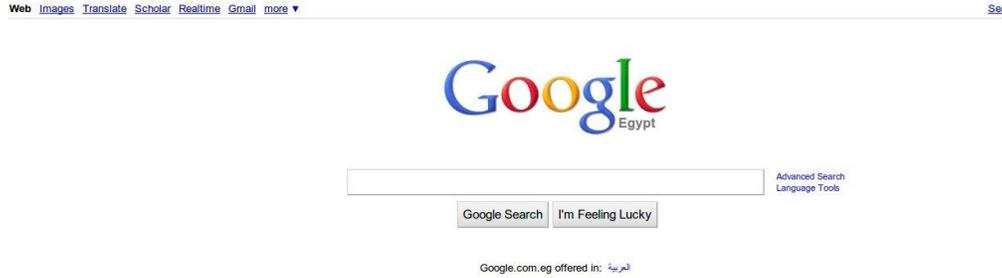 Web Images Translate Scholar Realtime Gmail more ▼
Google
Egypt
Advanced Search
Language Tools
Google Search I'm Feeling Lucky
Google.com.eg offered in: العربية